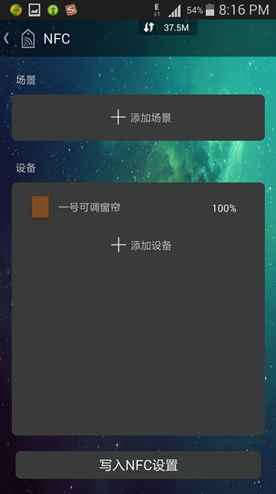 E 54% 8:16 PM
NFC
37.5M
场景
添加场景
设备
一号可调窗帘 100%
添加设备
写入NFC设置